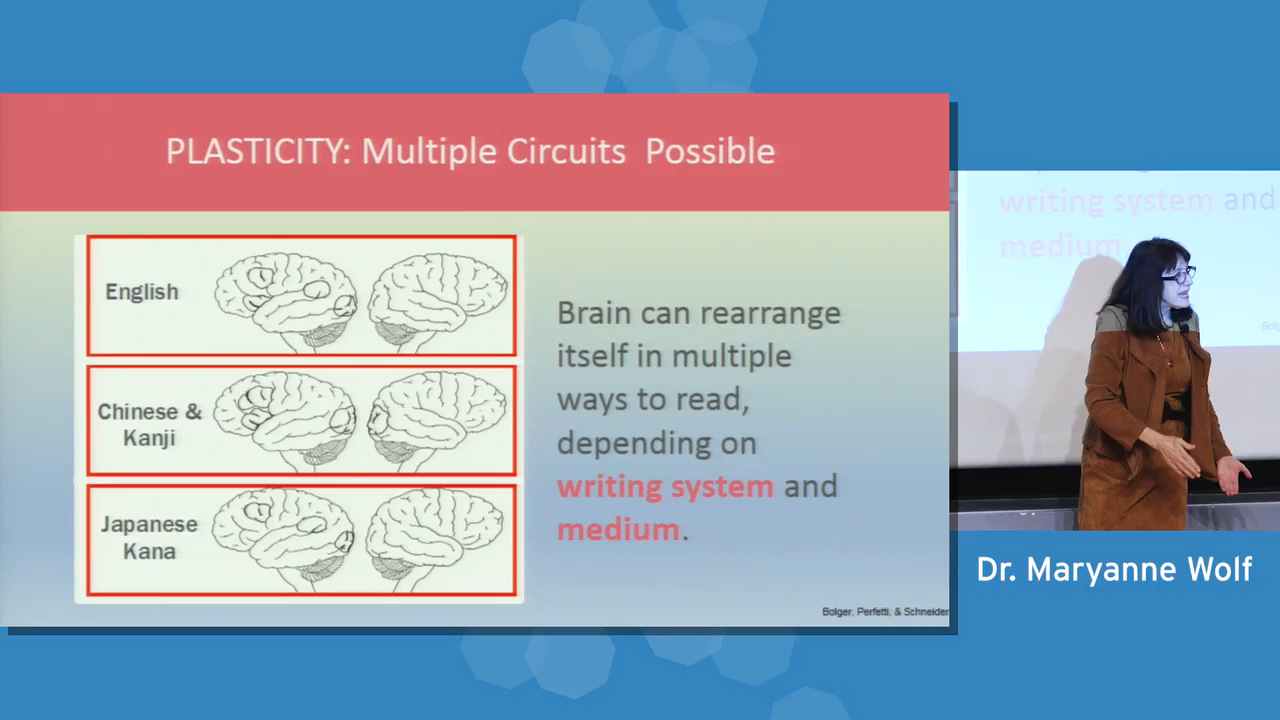 PLASTICITY: Multiple Circuits Possible
English
Chinese &
Kanji
Japanese
Kana
Brain can rearrange
itself in multiple
ways to read,
depending on
writing system and
medium.
Bolger, Perfetti, & Schneider
writing system and
medium.
Dr. Maryanne Wolf